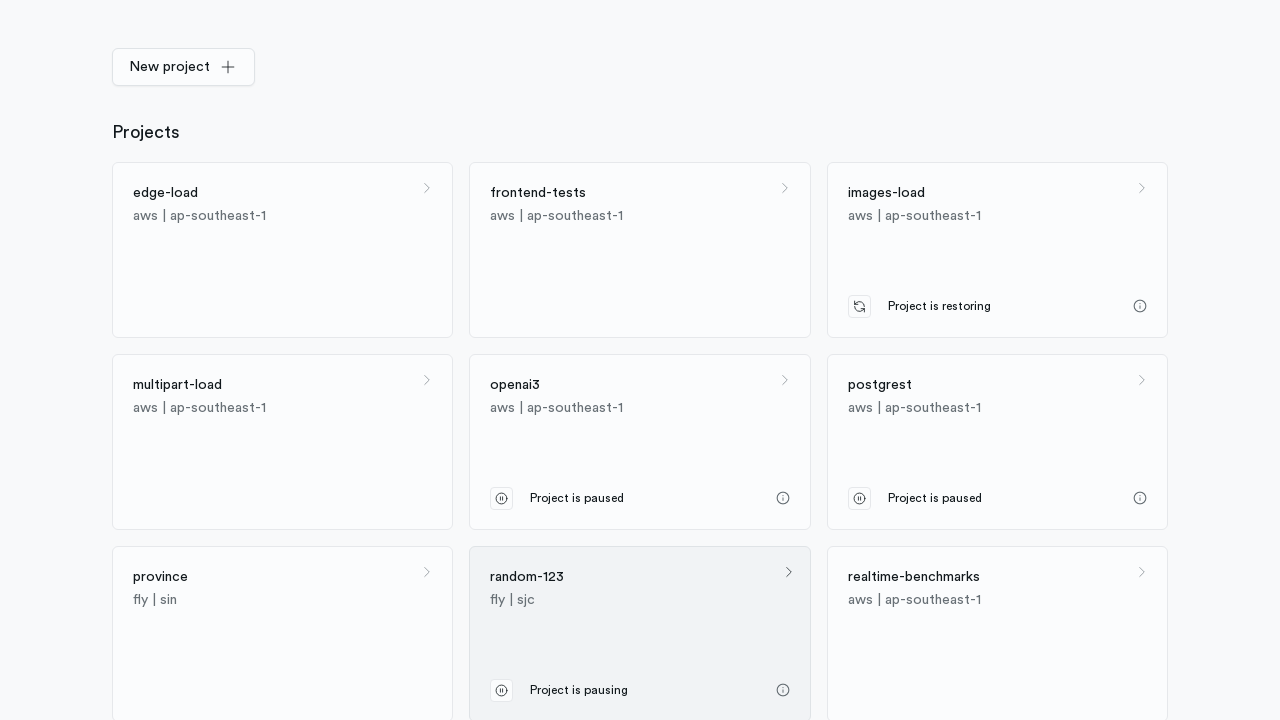 New project
Projects
edge-load
aws | ap-southeast-1
frontend-tests
aws | ap-southeast-1
images-load
aws | ap-southeast-1
Project is restoring
multipart-load
aws | ap-southeast-1
openai3
aws | ap-southeast-1
Project is paused
postgrest
aws | ap-southeast-1
Project is paused
province
fly | sin
random-123
fly | sjc
Project is pausing
realtime-benchmarks
aws | ap-southeast-1